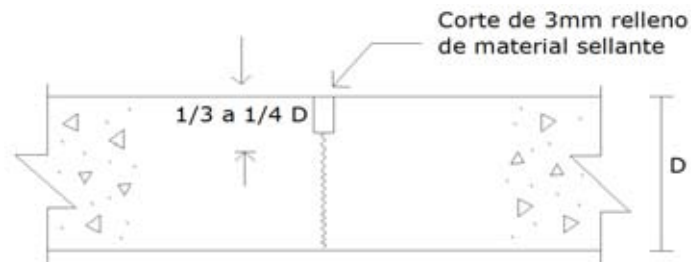 Corte de 3mm relleno
de material sellante
1/3 a 1/4 D
D